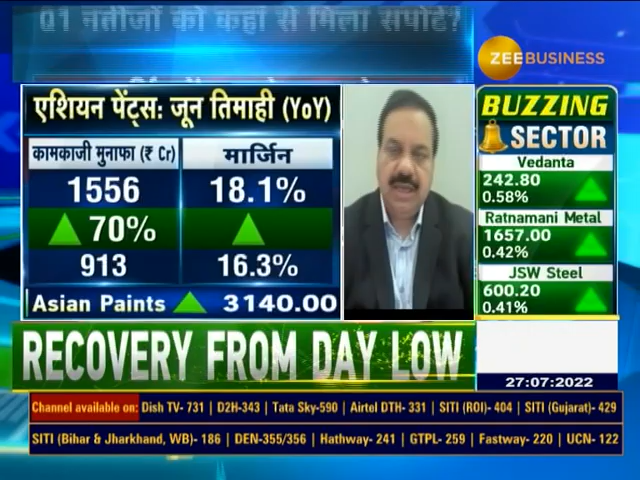 Q1 नतीजों को कहां से मिला सपोर्ट?
ZEE BUSINESS
एशियन पेंट्स: जून तिमाही (YoY)
कामकाजी मुनाफा (₹ Cr)
मार्जिन
1556
18.1%
70%
913
16.3%
Asian Paints 3140.00
BUZZING
SECTOR
Vedanta
242.80
0.58%
Ratnamani Metal
1657.00
0.42%
JSW Steel
600.20
0.41%
RECOVERY FROM DAY LOW
27:07:2022
Channel available on: Dish TV- 731 | D2H-343 | Tata Sky-590 | Airtel DTH- 331 | SITI (ROI)- 404 | SITI (Gujarat)- 429
SITI (Bihar & Jharkhand, WB)- 186 | DEN-355/356 | Hathway- 241 | GTPL- 259 | Fastway- 220 | UCN- 122